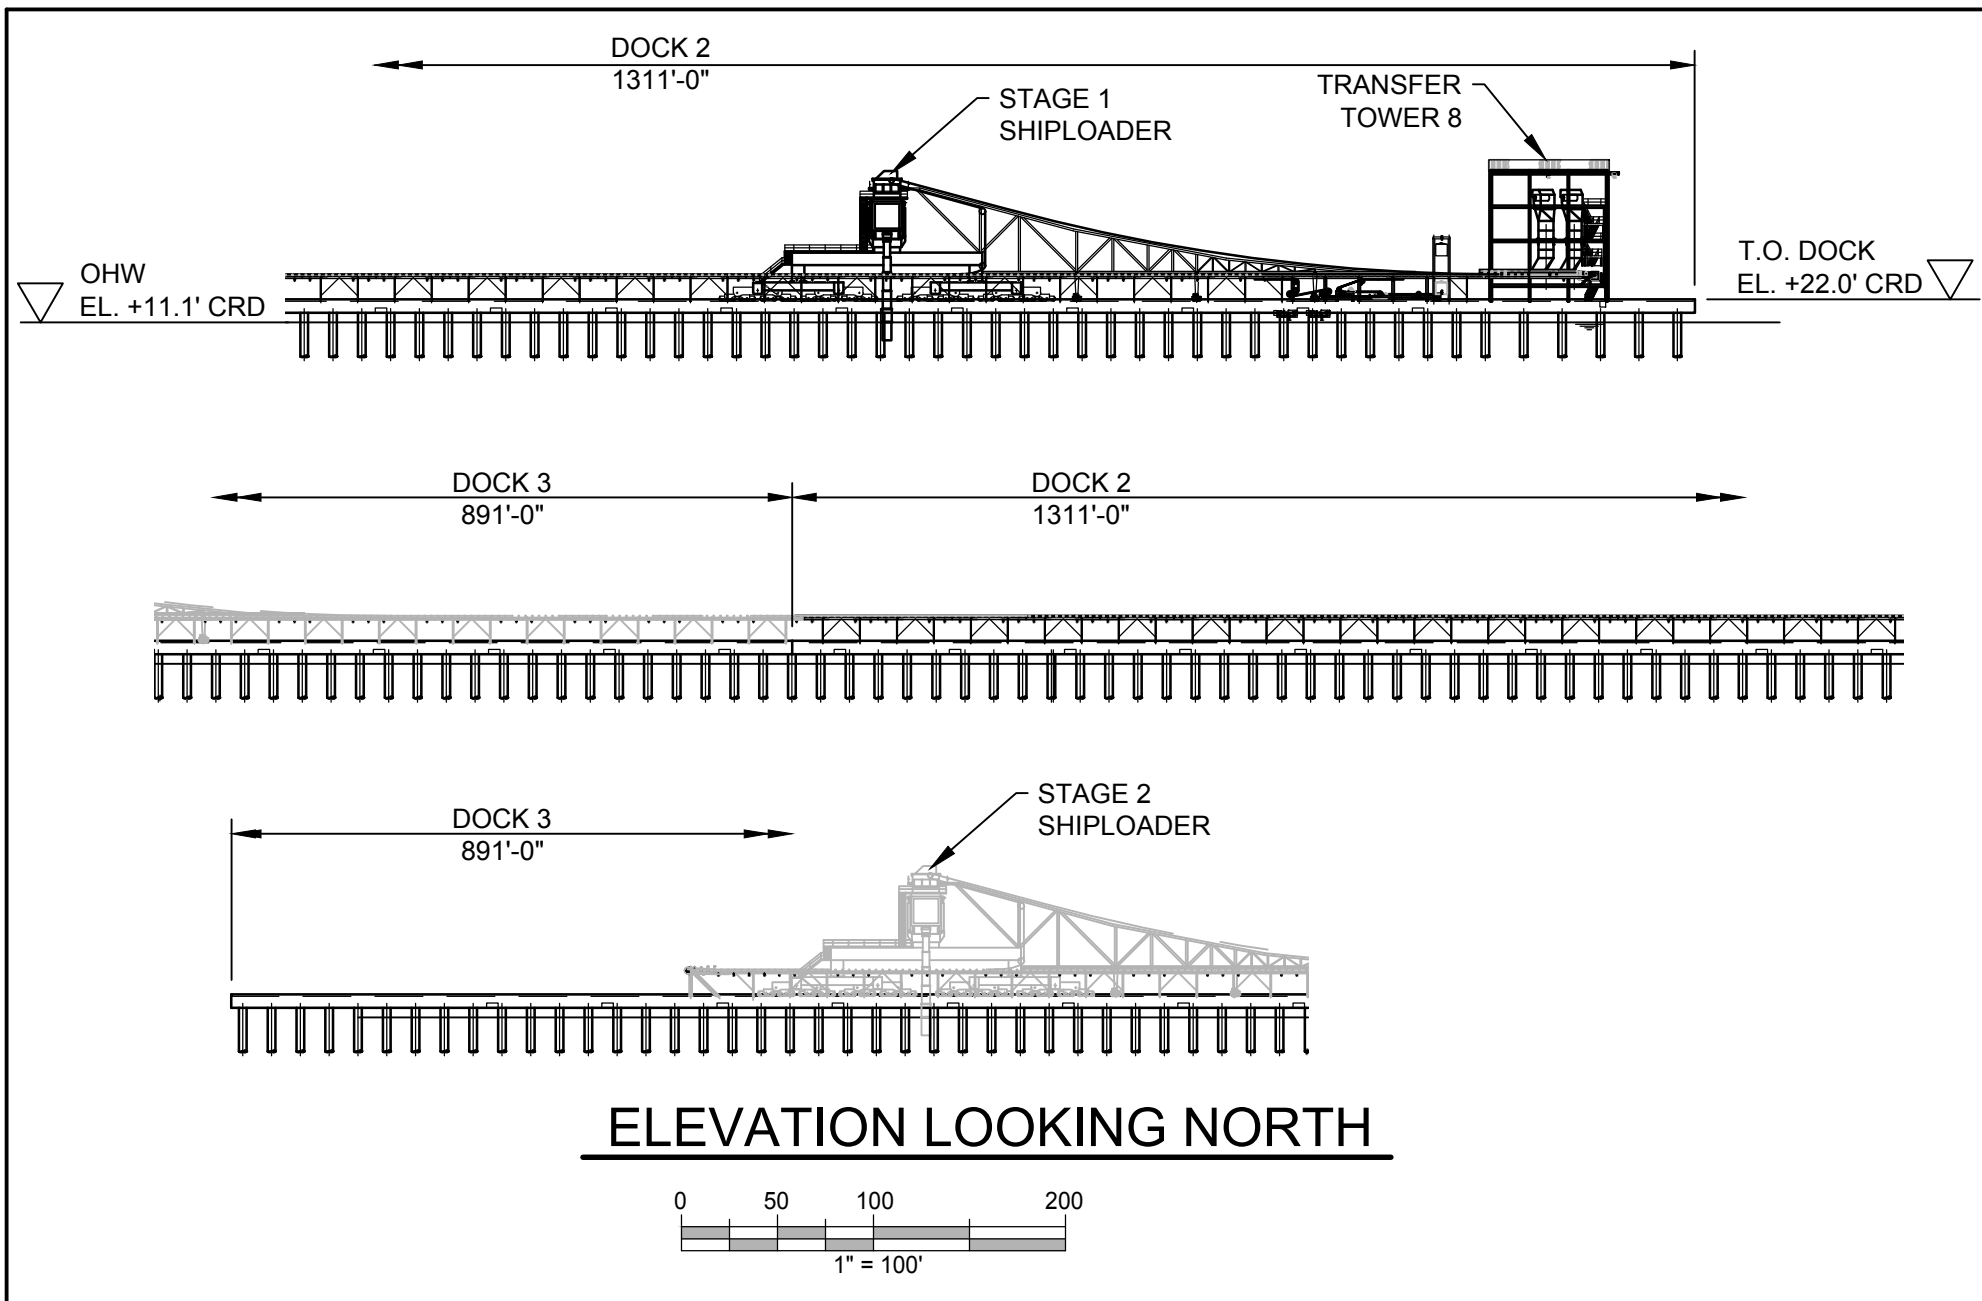 DOCK 2
1311'-0"
STAGE 1
SHIPLOADER
TRANSFER
TOWER 8
OHW
EL. +11.1' CRD
T.O. DOCK
EL. +22.0' CRD
DOCK 3
891'-0"
DOCK 2
1311'-0"
DOCK 3
891'-0"
STAGE 2
SHIPLOADER
ELEVATION LOOKING NORTH
0 50 100 200
1" = 100'